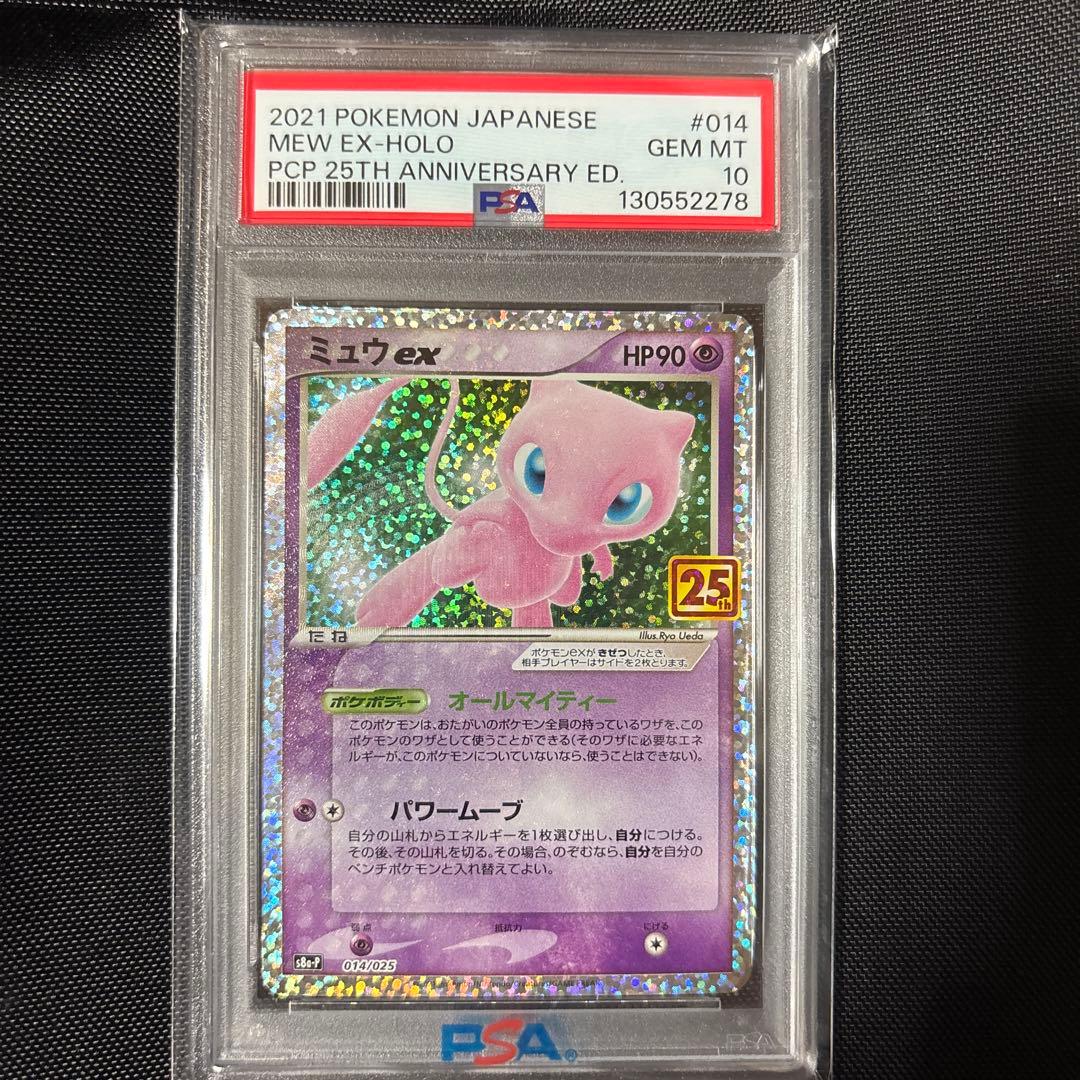 2021 POKEMON JAPANESE #014
MEW EX-HOLO GEM MT
PCP 25TH ANNIVERSARY ED. 10
PSA 130552278
ミュウex HP90
25th
たね Illus. Ryo Ueda
ポケモンexがきぜつしたとき、
相手プレイヤーはサイドを2枚とります。
ポケボディー オールマイティー
このポケモンは、おたがいのポケモン全員の持っているワザを、この
ポケモンのワザとして使うことができる(そのワザに必要なエネ
ルギーが、このポケモンについていないなら、使うことはできない)。
パワームーブ
自分の山札からエネルギーを1枚選び出し、自分につける。
その後、その山札を切る。その場合、のぞむなら、自分を自分の
ベンチポケモンと入れ替えてよい。
弱点 抵抗力 にげる
s8a-P 014/025
PSA® PSA